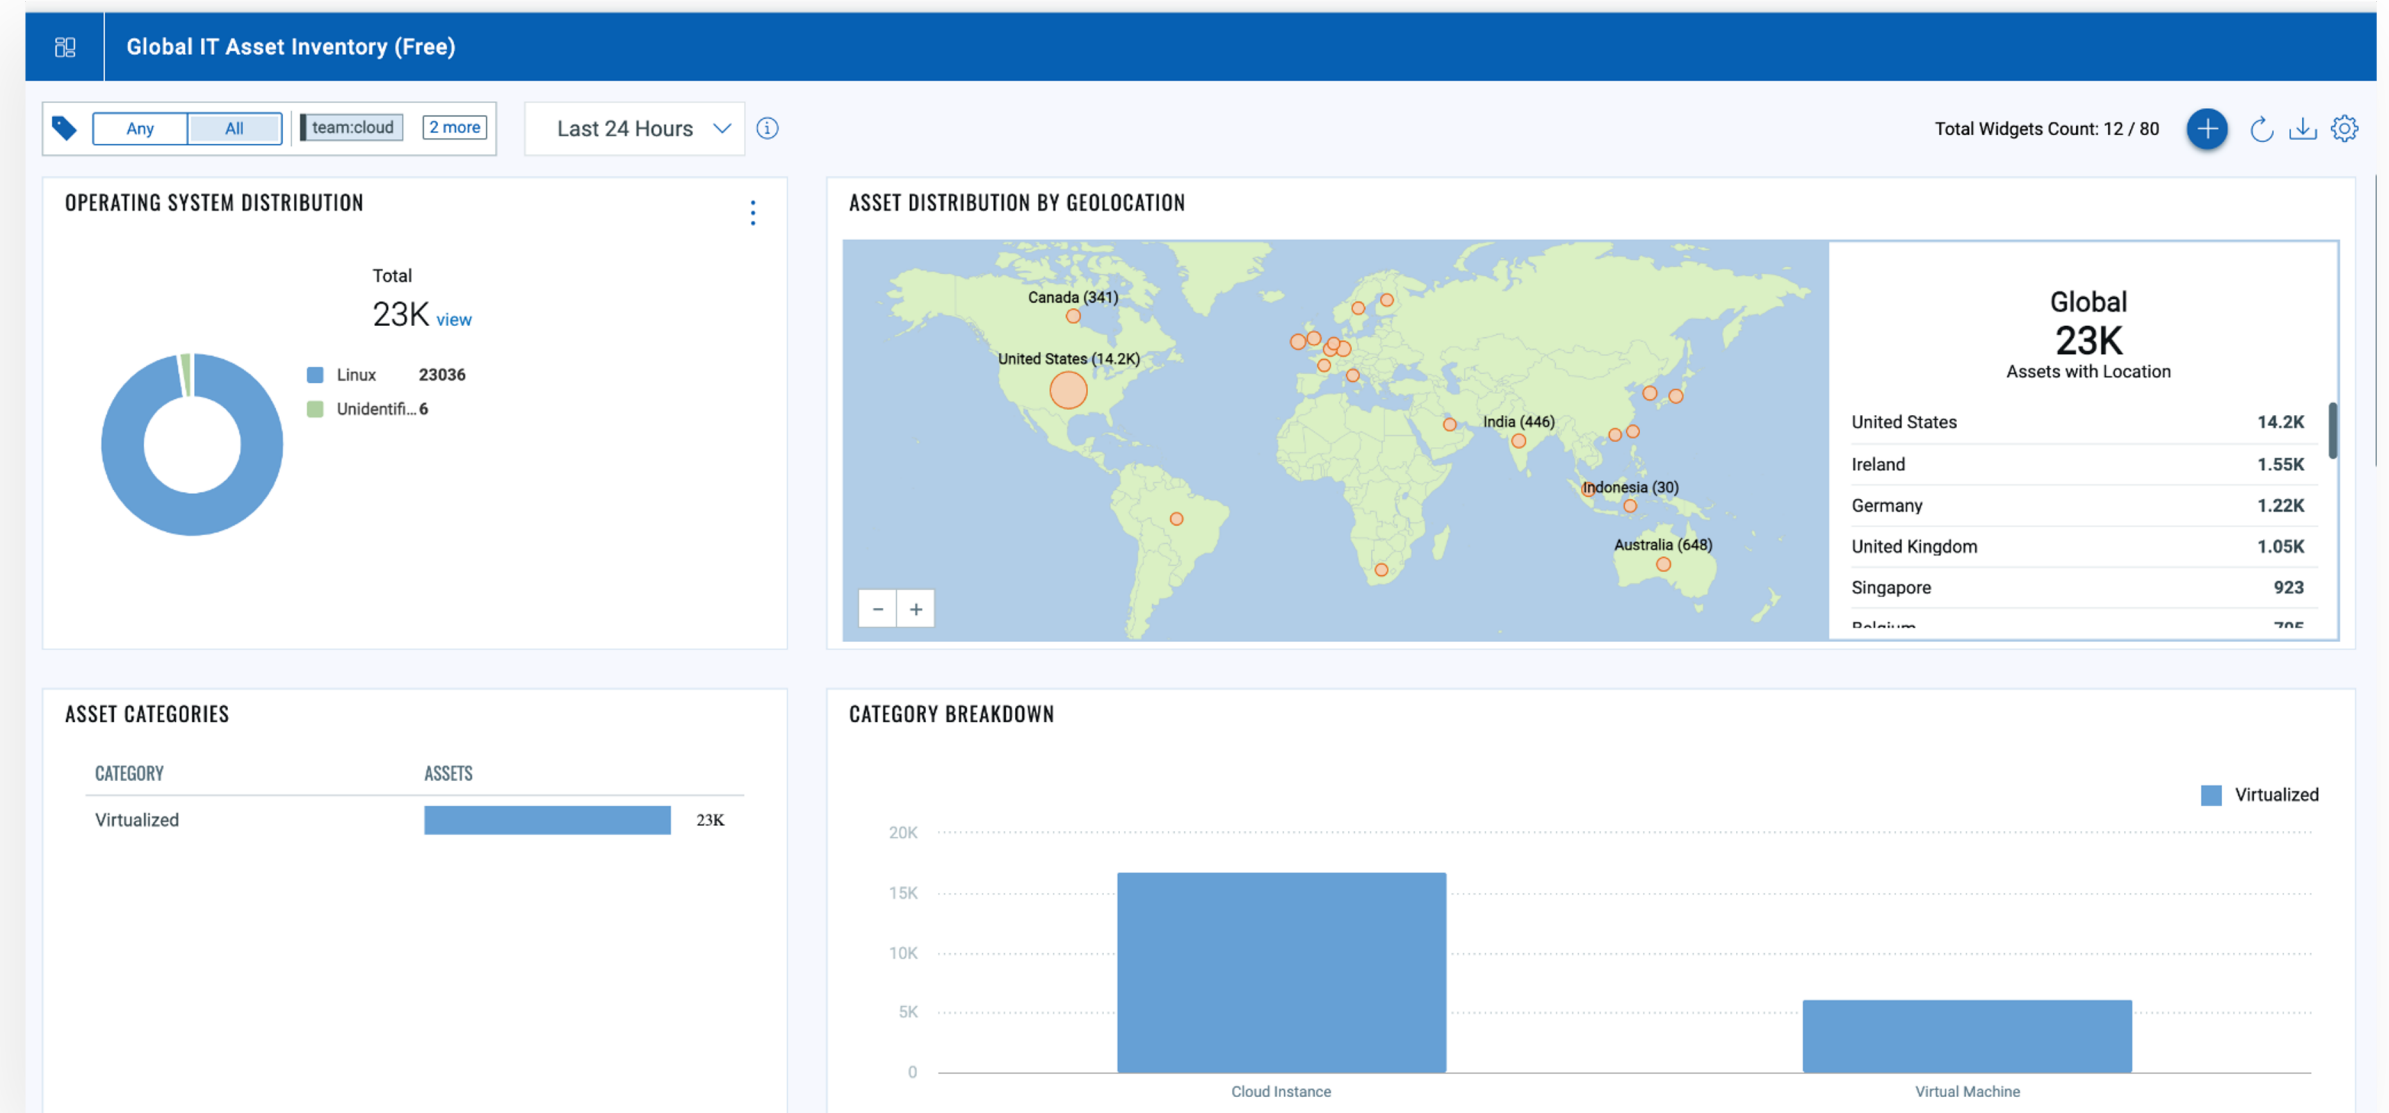 Global IT Asset Inventory (Free)
Any
All
team:cloud
2 more
Last 24 Hours
Total Widgets Count: 12 / 80
OPERATING SYSTEM DISTRIBUTION
Total
23K view
Linux 23036
Unidentifi... 6
ASSET DISTRIBUTION BY GEOLOCATION
Canada (341)
United States (14.2K)
India (446)
Indonesia (30)
Australia (648)
− +
Global
23K
Assets with Location
United States 14.2K
Ireland 1.55K
Germany 1.22K
United Kingdom 1.05K
Singapore 923
Belgium
ASSET CATEGORIES
CATEGORY ASSETS
Virtualized 23K
CATEGORY BREAKDOWN
Virtualized
20K
15K
10K
5K
0
Cloud Instance
Virtual Machine